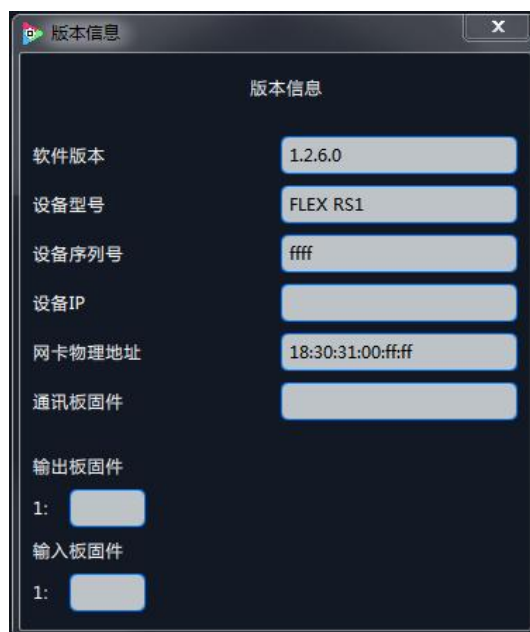 版本信息
X
版本信息
软件版本 1.2.6.0
设备型号 FLEX RS1
设备序列号 ffff
设备IP
网卡物理地址 18:30:31:00:ff:ff
通讯板固件
输出板固件
1:
输入板固件
1: